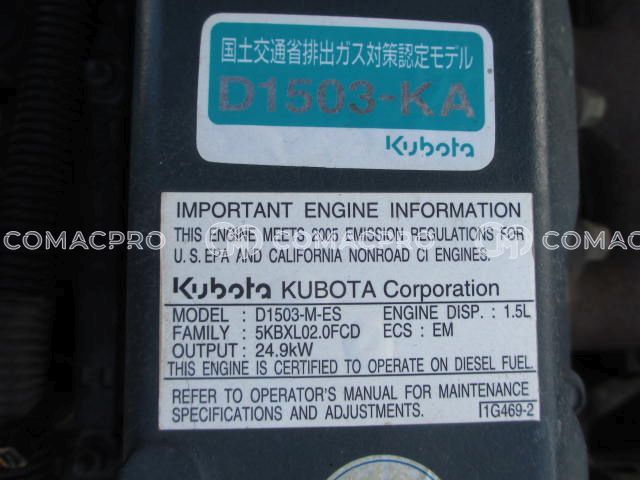 国土交通省排出ガス対策認定モデル
D1503-KA
Kubota
IMPORTANT ENGINE INFORMATION
THIS ENGINE MEETS 2005 EMISSION REGULATIONS FOR
U.S. EPA AND CALIFORNIA NONROAD CI ENGINES.
COMACPRO COMACPRO COMACPRO
Kubota KUBOTA Corporation
MODEL : D1503-M-ES ENGINE DISP. : 1.5L
FAMILY : 5KBXL02.0FCD ECS : EM
OUTPUT : 24.9kW
THIS ENGINE IS CERTIFIED TO OPERATE ON DIESEL FUEL.
REFER TO OPERATOR'S MANUAL FOR MAINTENANCE
SPECIFICATIONS AND ADJUSTMENTS. 1G469-2